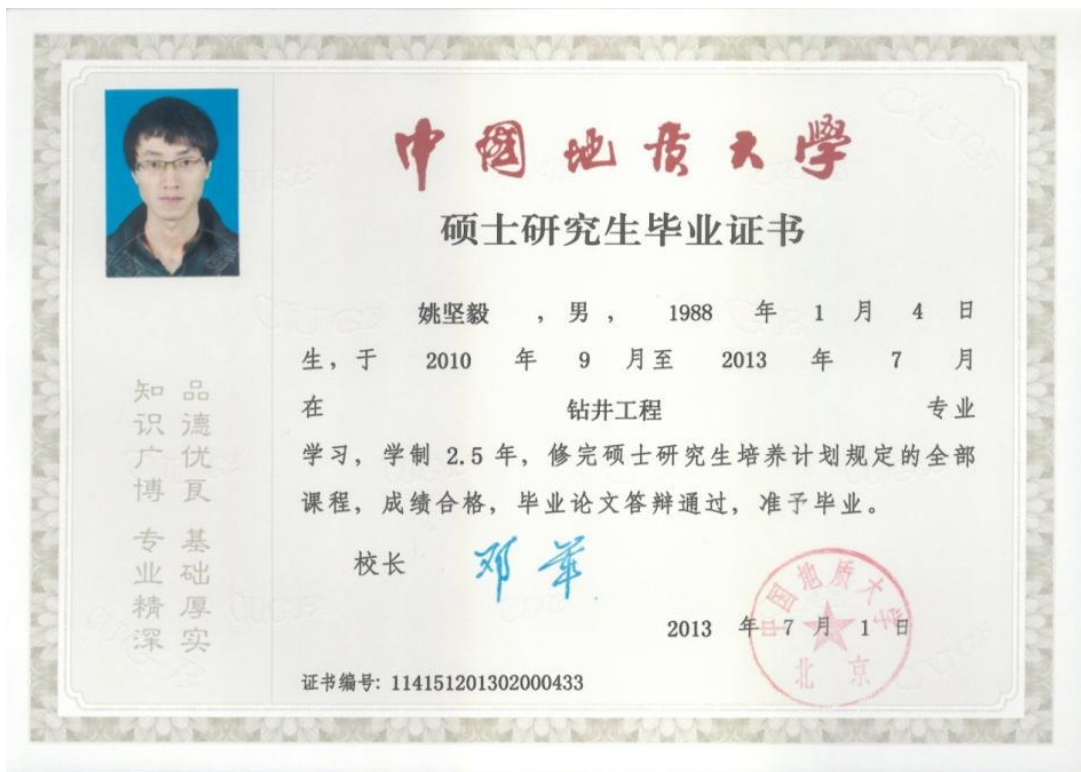 中国地质大学
硕士研究生毕业证书
姚坚毅 ，男， 1988 年 1 月 4 日
生，于 2010 年 9 月至 2013 年 7 月
在 钻井工程 专业
学习，学制 2.5 年，修完硕士研究生培养计划规定的全部
课程，成绩合格，毕业论文答辩通过，准予毕业。
校长 邓军
2013 年 7 月 1 日
中国地质大学
北京
证书编号: 114151201302000433
品德优良 基础厚实
知识广博 专业精深